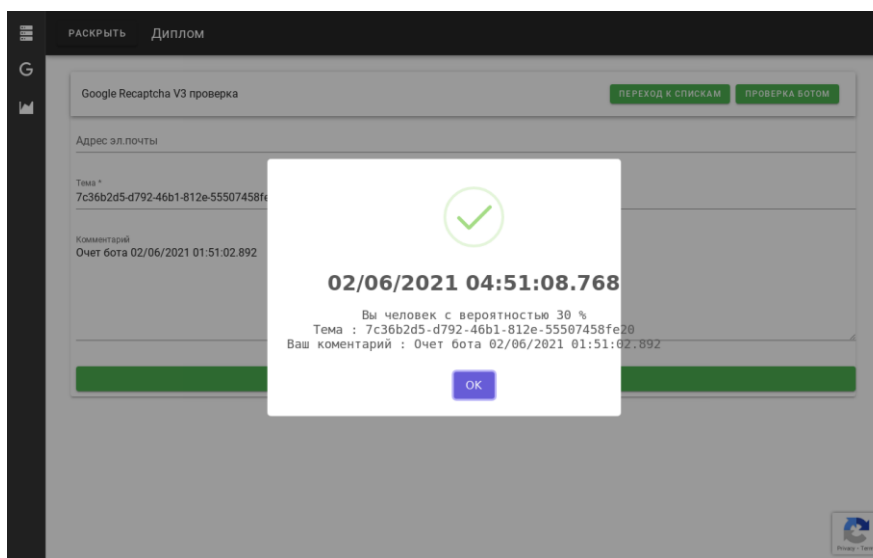 РАСКРЫТЬ Диплом
Google Recaptcha V3 проверка
ПЕРЕХОД К СПИСКАМ ПРОВЕРКА БОТОМ
Адрес эл.почты
Тема *
7c36b2d5-d792-46b1-812e-55507458fe
Комментарий
Очет бота 02/06/2021 01:51:02.892
02/06/2021 04:51:08.768
Вы человек с вероятностью 30 %
Тема : 7c36b2d5-d792-46b1-812e-55507458fe20
Ваш коментарий : Очет бота 02/06/2021 01:51:02.892
OK
Privacy - Term